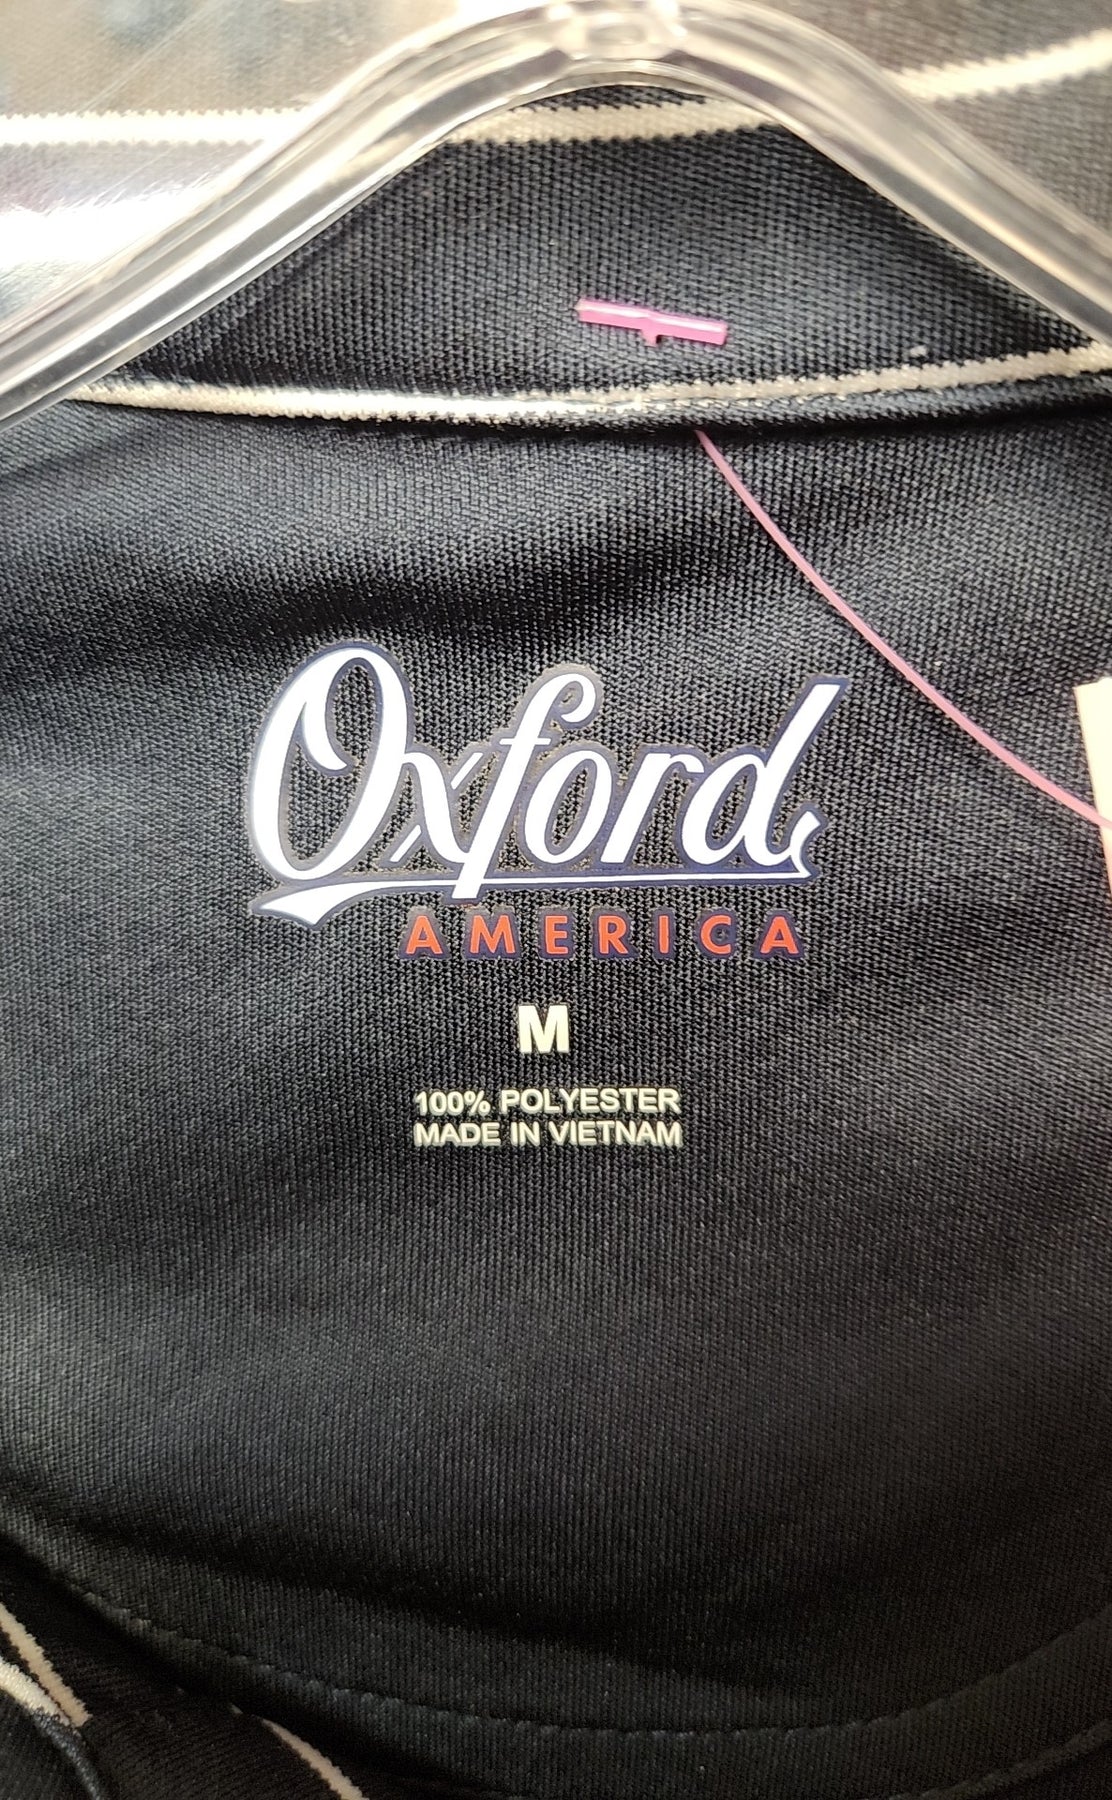 Oxford
AMERICA
M
100% POLYESTER
MADE IN VIETNAM